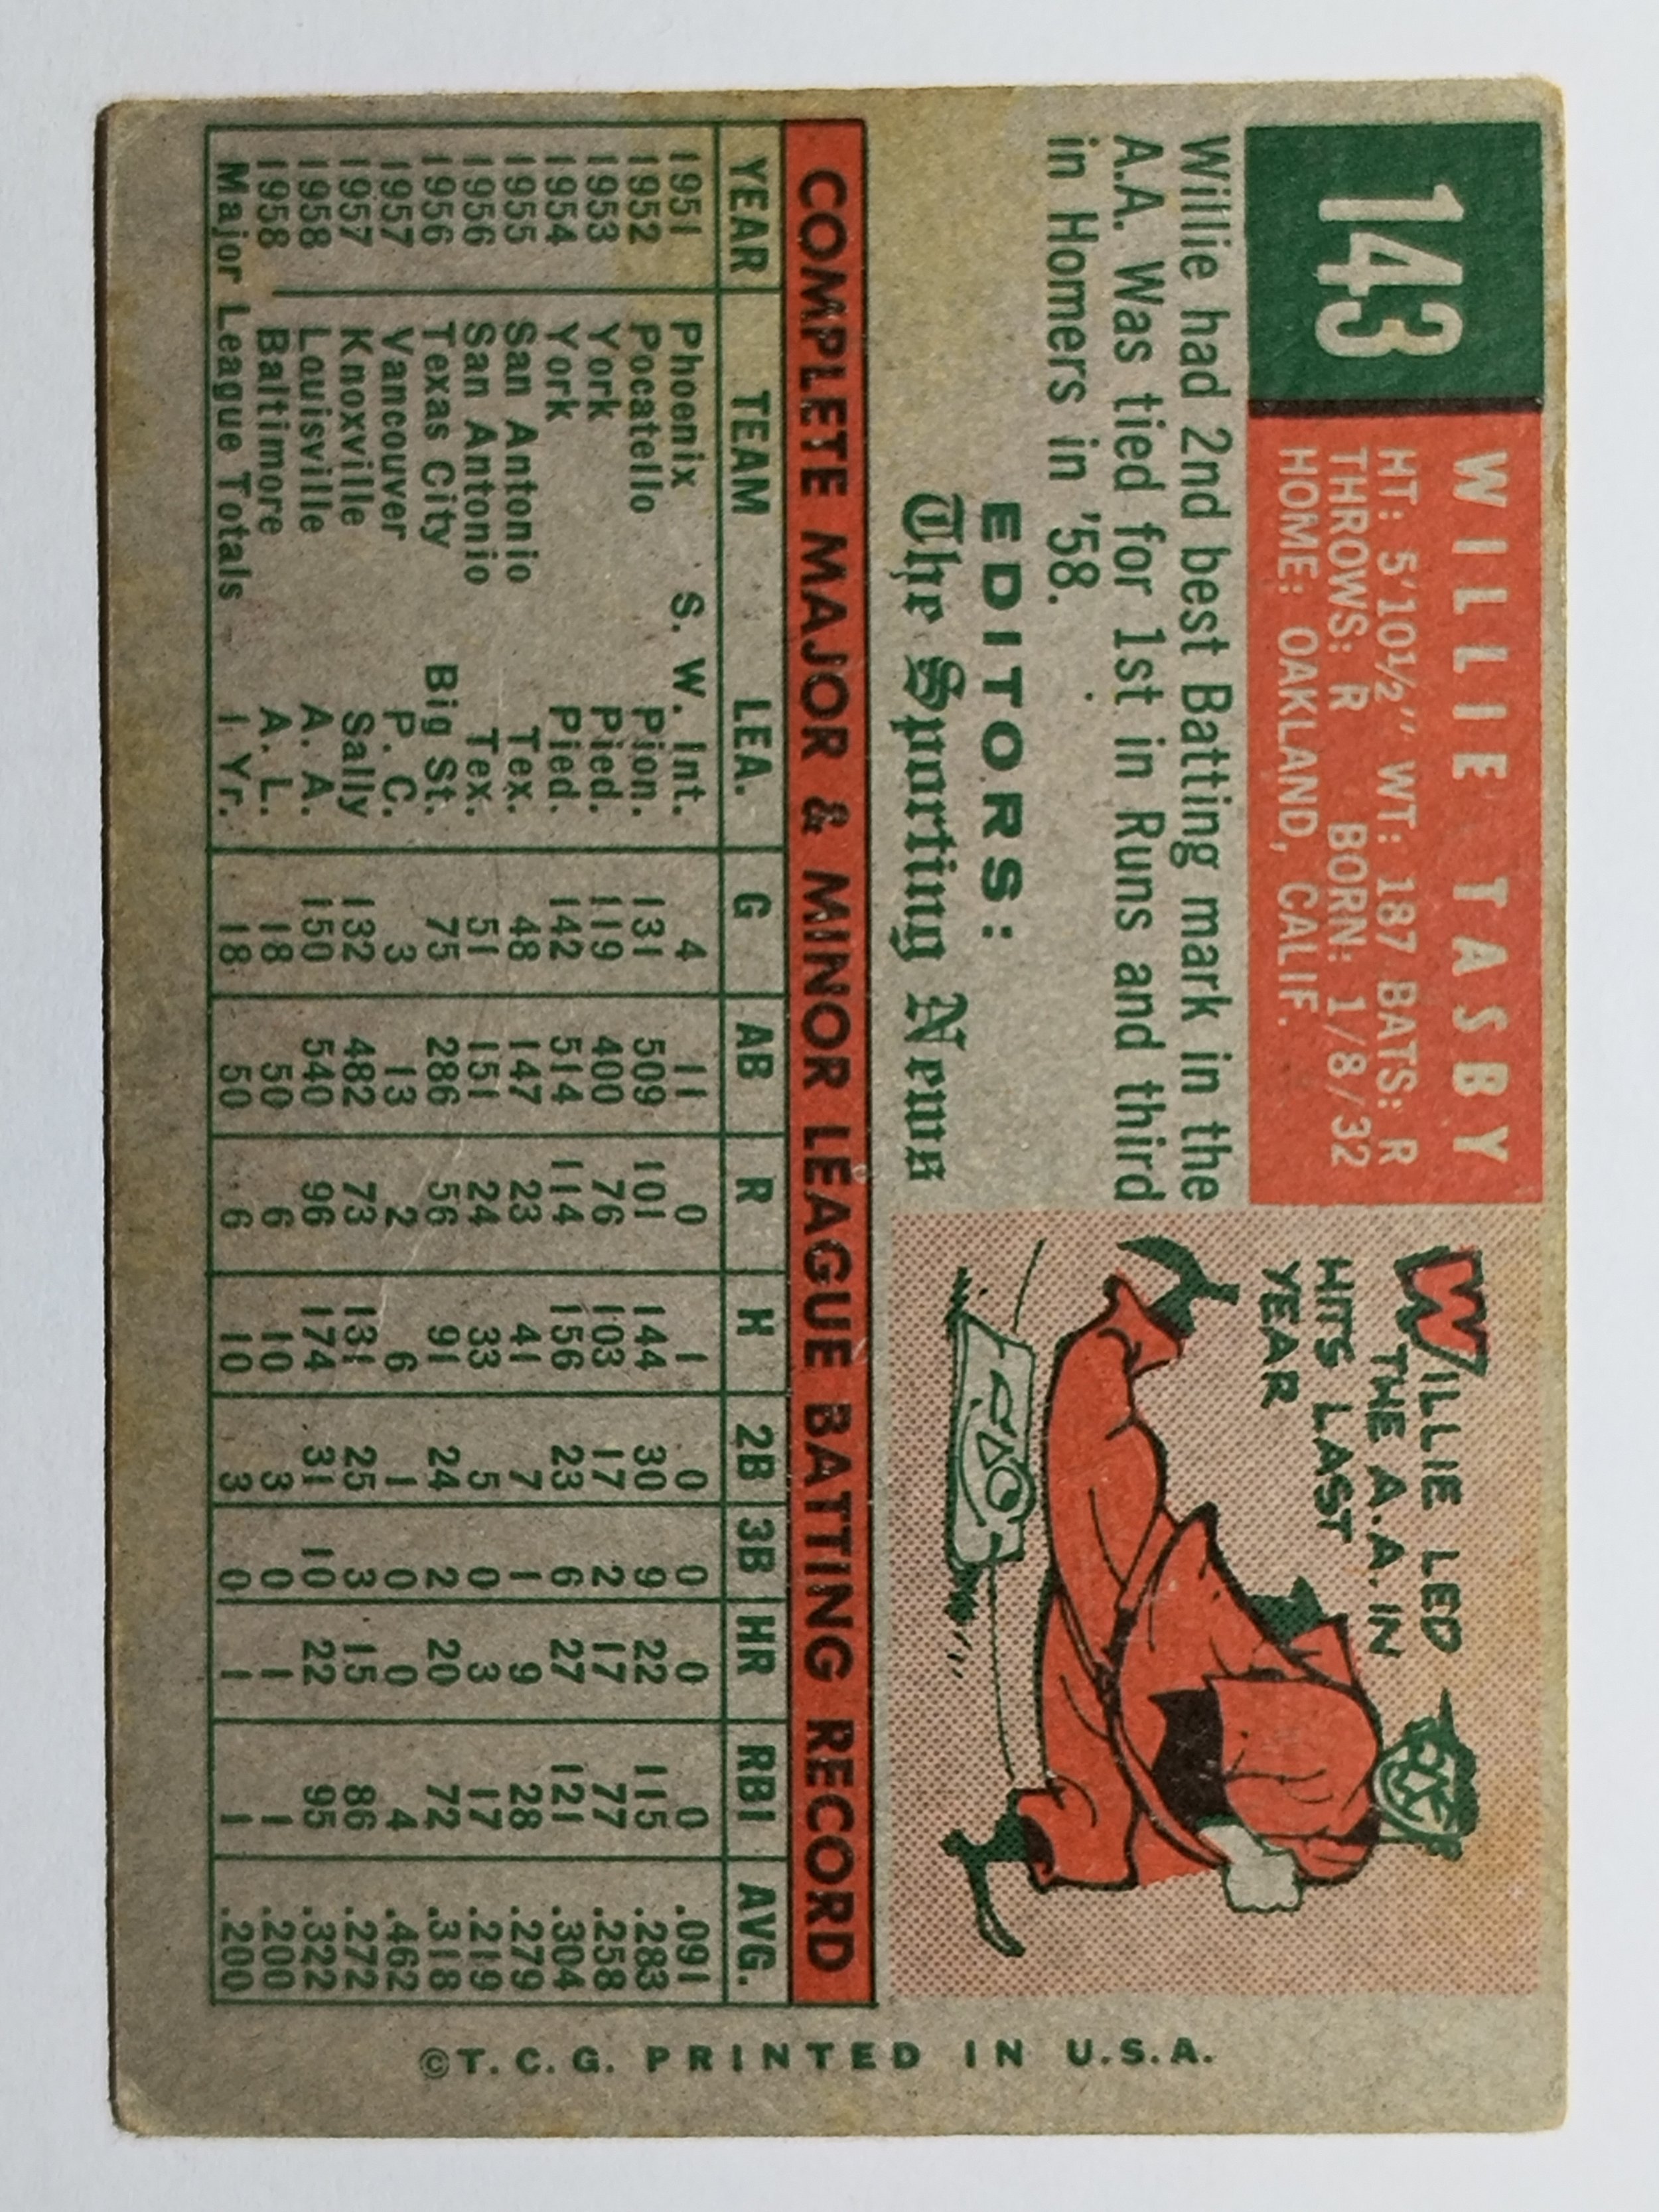 143
WILLIE TASBY
HT: 5'10½" WT: 187 BATS: R
THROWS: R BORN: 1/8/32
HOME: OAKLAND, CALIF.
Willie had 2nd best Batting mark in the
A.A. Was tied for 1st in Runs and third
in Homers in '58.
EDITORS:
The Sporting News
WILLIE LED
THE A.A. IN
HITS LAST
YEAR
COMPLETE MAJOR & MINOR LEAGUE BATTING RECORD
YEAR TEAM LEA. G AB R H 2B 3B HR RBI AVG.
1951 Phoenix S. W. Int. 4 11 0 1 0 0 0 0 .091
1952 Pocatello Pion. 131 509 101 144 30 9 22 115 .283
1953 York Pied. 119 400 76 103 17 2 17 77 .258
1954 York Pied. 142 514 114 156 23 6 27 121 .304
1955 San Antonio Tex. 48 147 23 41 7 1 9 28 .279
1956 San Antonio Tex. 51 151 24 33 5 0 3 17 .219
1956 Texas City Big St. 75 286 56 91 24 2 20 72 .318
1957 Vancouver P. C. 3 13 2 6 1 0 0 4 .462
1957 Knoxville Sally 132 482 73 131 25 3 15 86 .272
1958 Louisville A. A. 150 540 96 174 31 10 22 95 .322
1958 Baltimore A. L. 18 50 6 10 3 0 1 1 .200
Major League Totals 1 Yr. 18 50 6 10 3 0 1 1 .200
©T. C. G. PRINTED IN U.S.A.